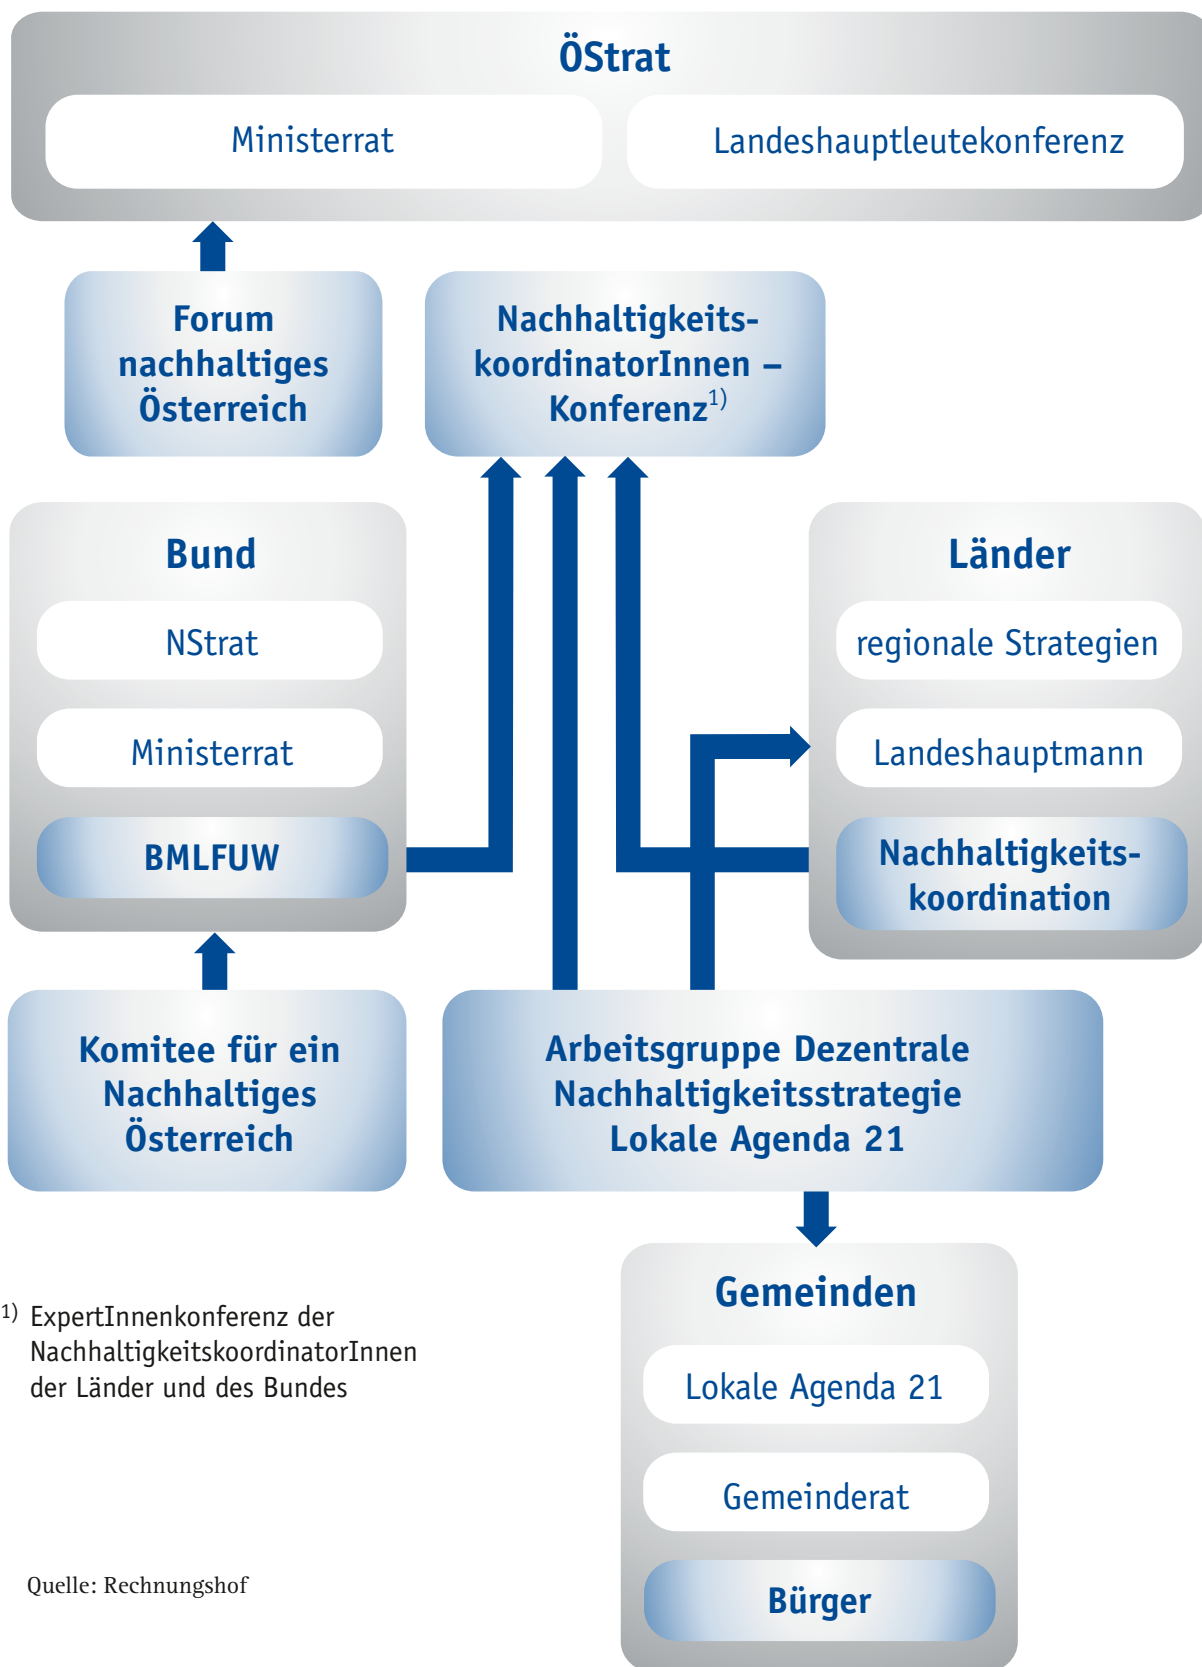 ÖStrat
Ministerrat
Landeshauptleutekonferenz
Forum
nachhaltiges
Österreich
Nachhaltigkeits-
koordinatorInnen –
Konferenz1)
Bund
NStrat
Ministerrat
BMLFUW
Länder
regionale Strategien
Landeshauptmann
Nachhaltigkeits-
koordination
Komitee für ein
Nachhaltiges
Österreich
Arbeitsgruppe Dezentrale
Nachhaltigkeitsstrategie
Lokale Agenda 21
Gemeinden
Lokale Agenda 21
Gemeinderat
Bürger
1) ExpertInnenkonferenz der
NachhaltigkeitskoordinatorInnen
der Länder und des Bundes
Quelle: Rechnungshof